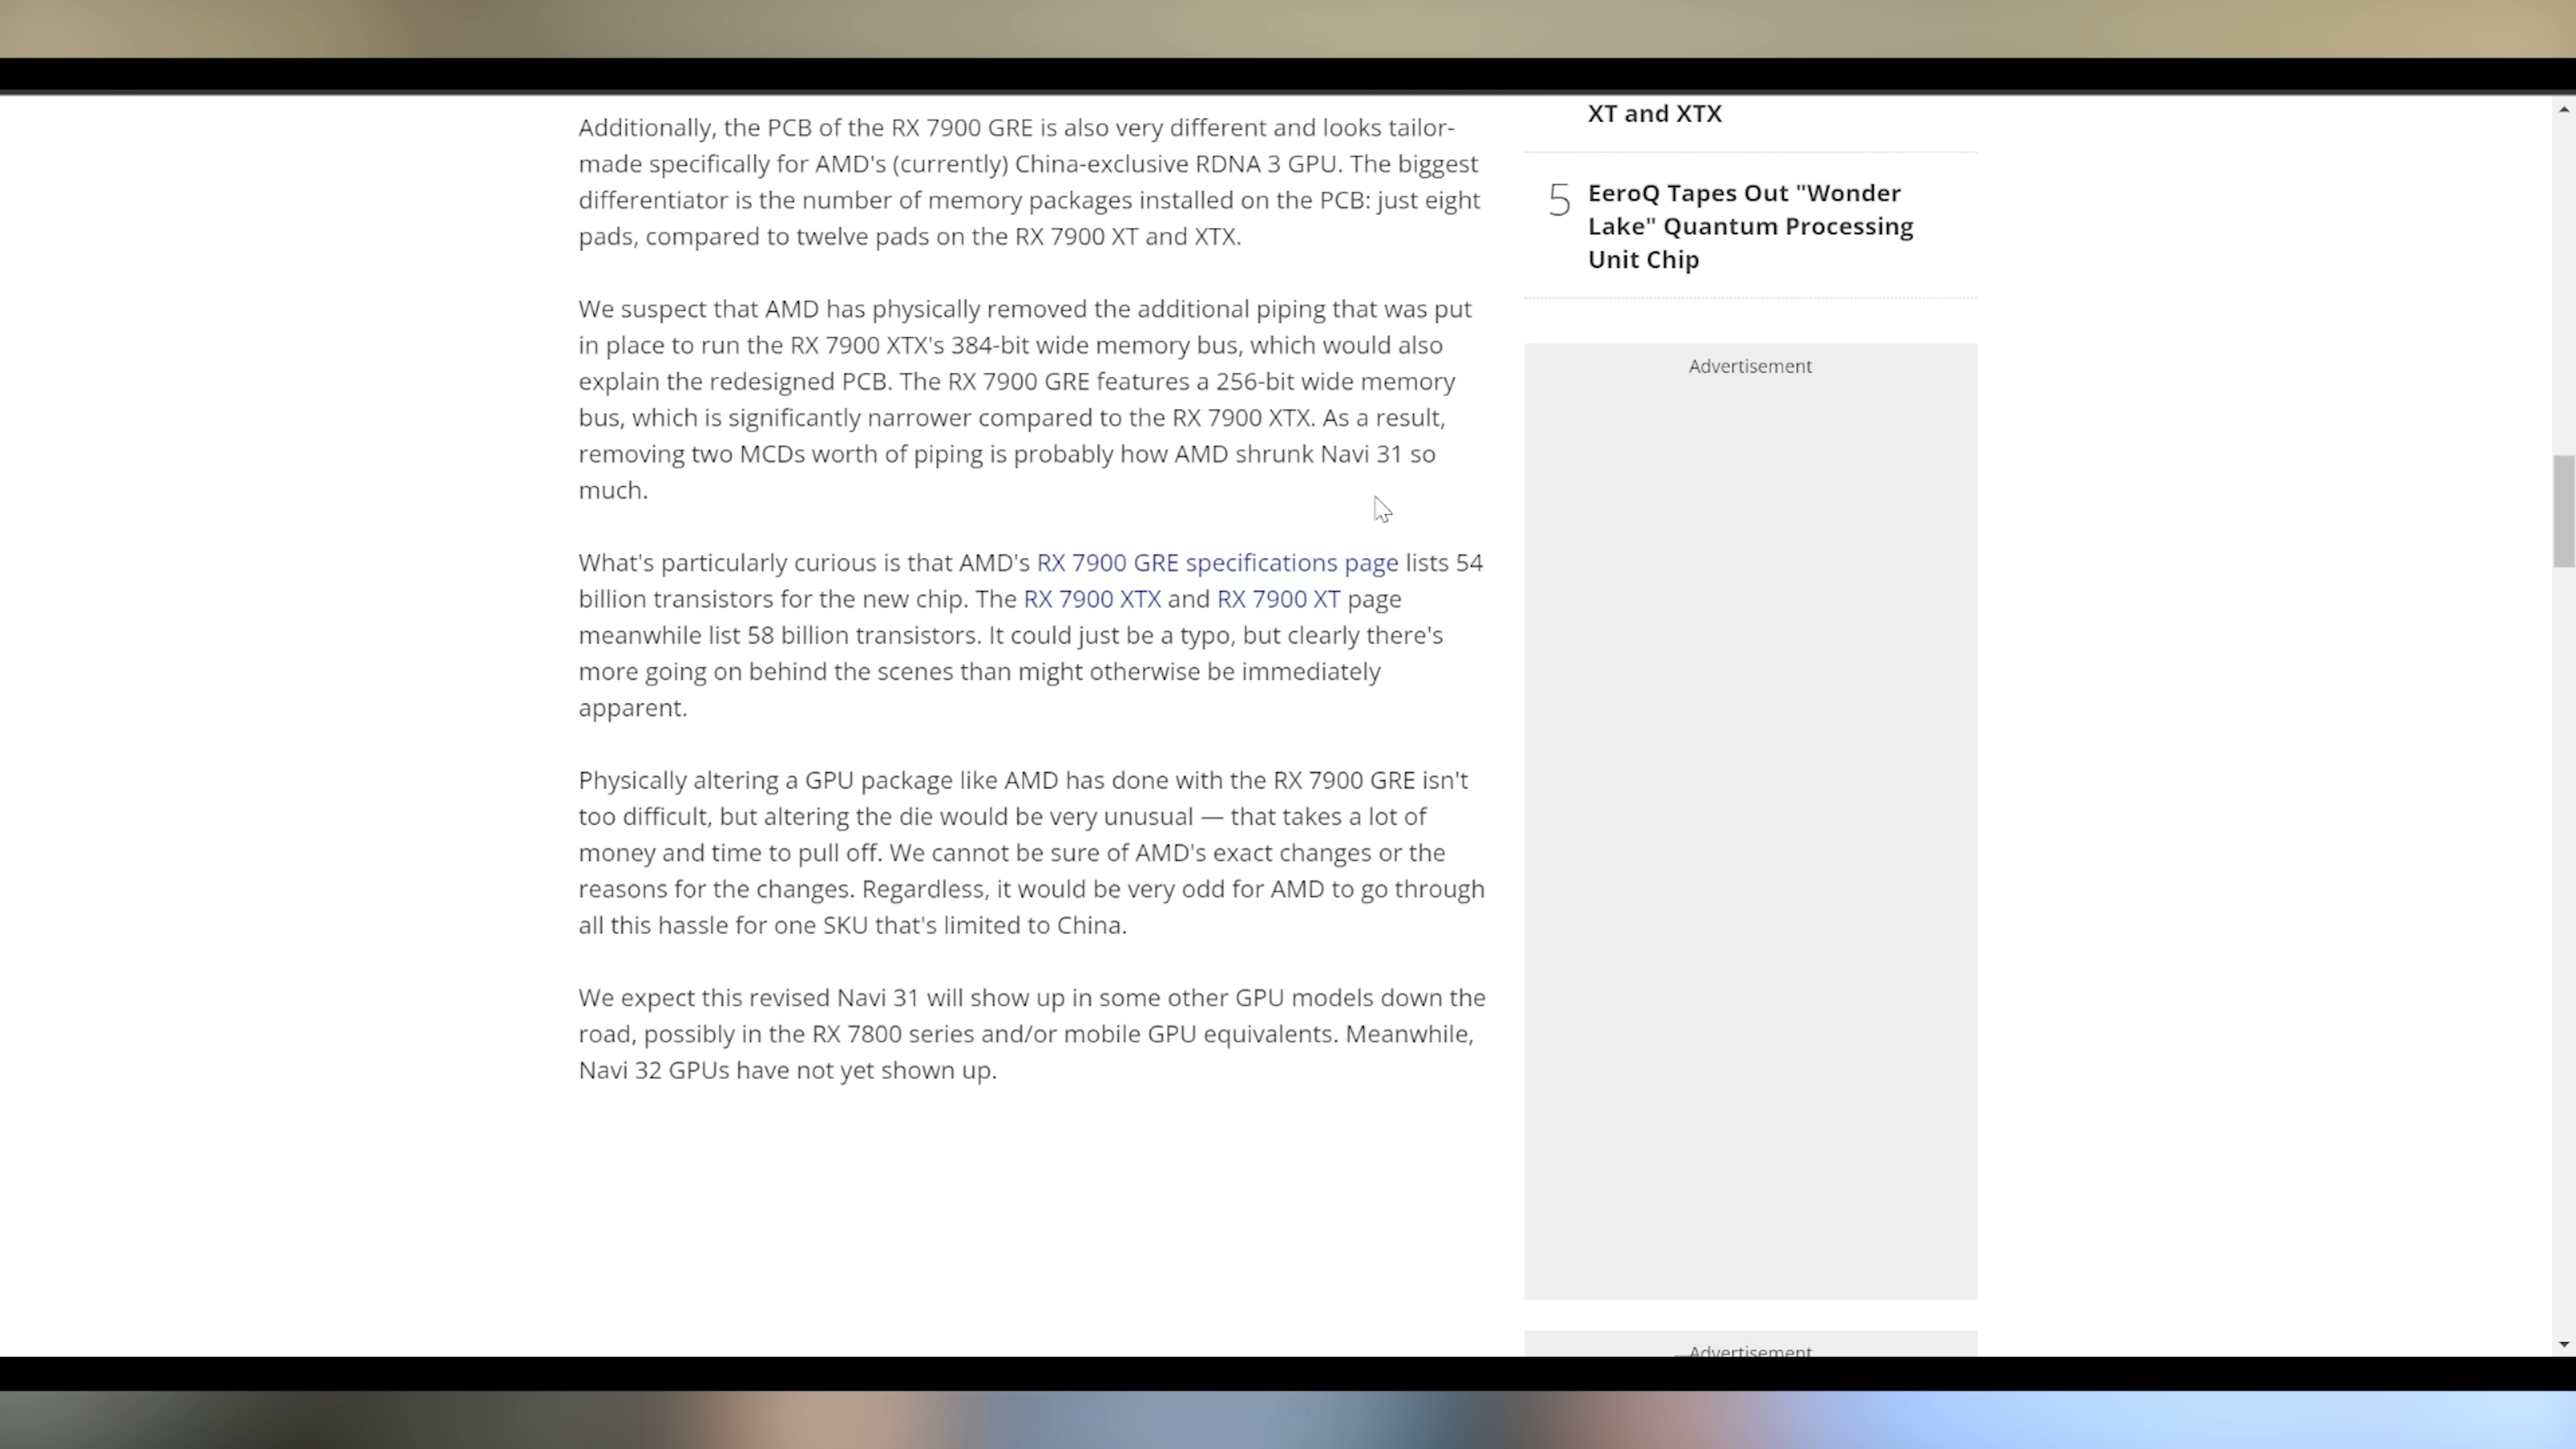 Additionally, the PCB of the RX 7900 GRE is also very different and looks tailor-
made specifically for AMD's (currently) China-exclusive RDNA 3 GPU. The biggest
differentiator is the number of memory packages installed on the PCB: just eight
pads, compared to twelve pads on the RX 7900 XT and XTX.
We suspect that AMD has physically removed the additional piping that was put
in place to run the RX 7900 XTX's 384-bit wide memory bus, which would also
explain the redesigned PCB. The RX 7900 GRE features a 256-bit wide memory
bus, which is significantly narrower compared to the RX 7900 XTX. As a result,
removing two MCDs worth of piping is probably how AMD shrunk Navi 31 so
much.
What's particularly curious is that AMD's RX 7900 GRE specifications page lists 54
billion transistors for the new chip. The RX 7900 XTX and RX 7900 XT page
meanwhile list 58 billion transistors. It could just be a typo, but clearly there's
more going on behind the scenes than might otherwise be immediately
apparent.
Physically altering a GPU package like AMD has done with the RX 7900 GRE isn't
too difficult, but altering the die would be very unusual — that takes a lot of
money and time to pull off. We cannot be sure of AMD's exact changes or the
reasons for the changes. Regardless, it would be very odd for AMD to go through
all this hassle for one SKU that's limited to China.
We expect this revised Navi 31 will show up in some other GPU models down the
road, possibly in the RX 7800 series and/or mobile GPU equivalents. Meanwhile,
Navi 32 GPUs have not yet shown up.
XT and XTX
5 EeroQ Tapes Out "Wonder
Lake" Quantum Processing
Unit Chip
Advertisement
Advertisement